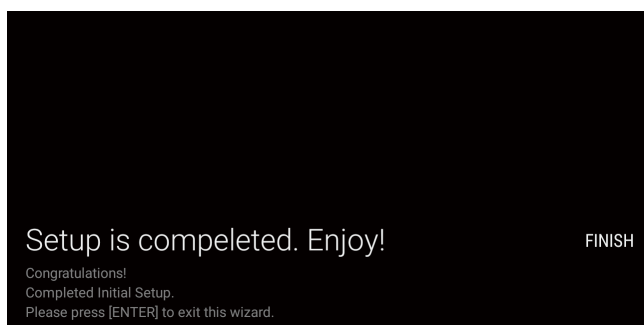 Setup is compeleted. Enjoy!
FINISH
Congratulations!
Completed Initial Setup.
Please press [ENTER] to exit this wizard.